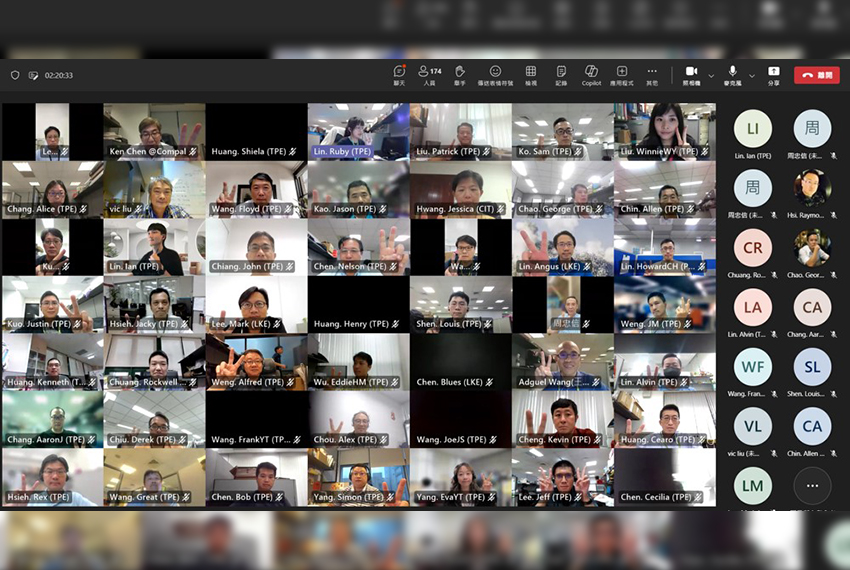 02:20:33
174
聊天
人員
舉手
傳送表情符號
檢視
記錄
Copilot
應用程式
其他
照相機
麥克風
分享
離開
Le...
Ken Chen @Compal
Huang. Shiela (TPE)
Lin. Ruby (TPE)
Liu. Patrick (TPE)
Ko. Sam (TPE)
Liu. WinnieWY (TPE)
LI
周
Lin. Ian (TPE)
周忠信 (未...
Chang. Alice (TPE)
vic liu
Wang. Floyd (TPE)
Kao. Jason (TPE)
Hwang. Jessica (CIT)
Chao. George (TPE)
Chin. Allen (TPE)
周
周忠信 (未...
Hsi. Raymo...
Ku...
Lin. Ian (TPE)
Chiang. John (TPE)
Chen. Nelson (TPE)
Wa...
Lin. Angus (LKE)
Lin. HowardCH (P...
CR
Chuang. Ro...
Chao. Geor...
Kuo. Justin (TPE)
Hsieh. Jacky (TPE)
Lee. Mark (LKE)
Huang. Henry (TPE)
Shen. Louis (TPE)
周忠信
Weng. JM (TPE)
LA
CA
Lin. Alvin (T...
Chang. Aar...
Huang. Kenneth (T...
Chuang. Rockwell ...
Weng. Alfred (TPE)
Wu. EddieHM (TPE)
Chen. Blues (LKE)
Adguel Wang(三...
Lin. Alvin (TPE)
WF
SL
Wang. Fran...
Shen. Louis...
Chang. AaronJ (TPE)
Chiu. Derek (TPE)
Wang. FrankYT (TP...
Chou. Alex (TPE)
Wang. JoeJS (TPE)
Cheng. Kevin (TPE)
Huang. Cearo (TPE)
VL
CA
vic liu (未...
Chin. Allen ...
Hsieh. Rex (TPE)
Wang. Great (TPE)
Chen. Bob (TPE)
Yang. Simon (TPE)
Yang. EvaYT (TPE)
Lee. Jeff (TPE)
Chen. Cecilia (TPE)
LM
...